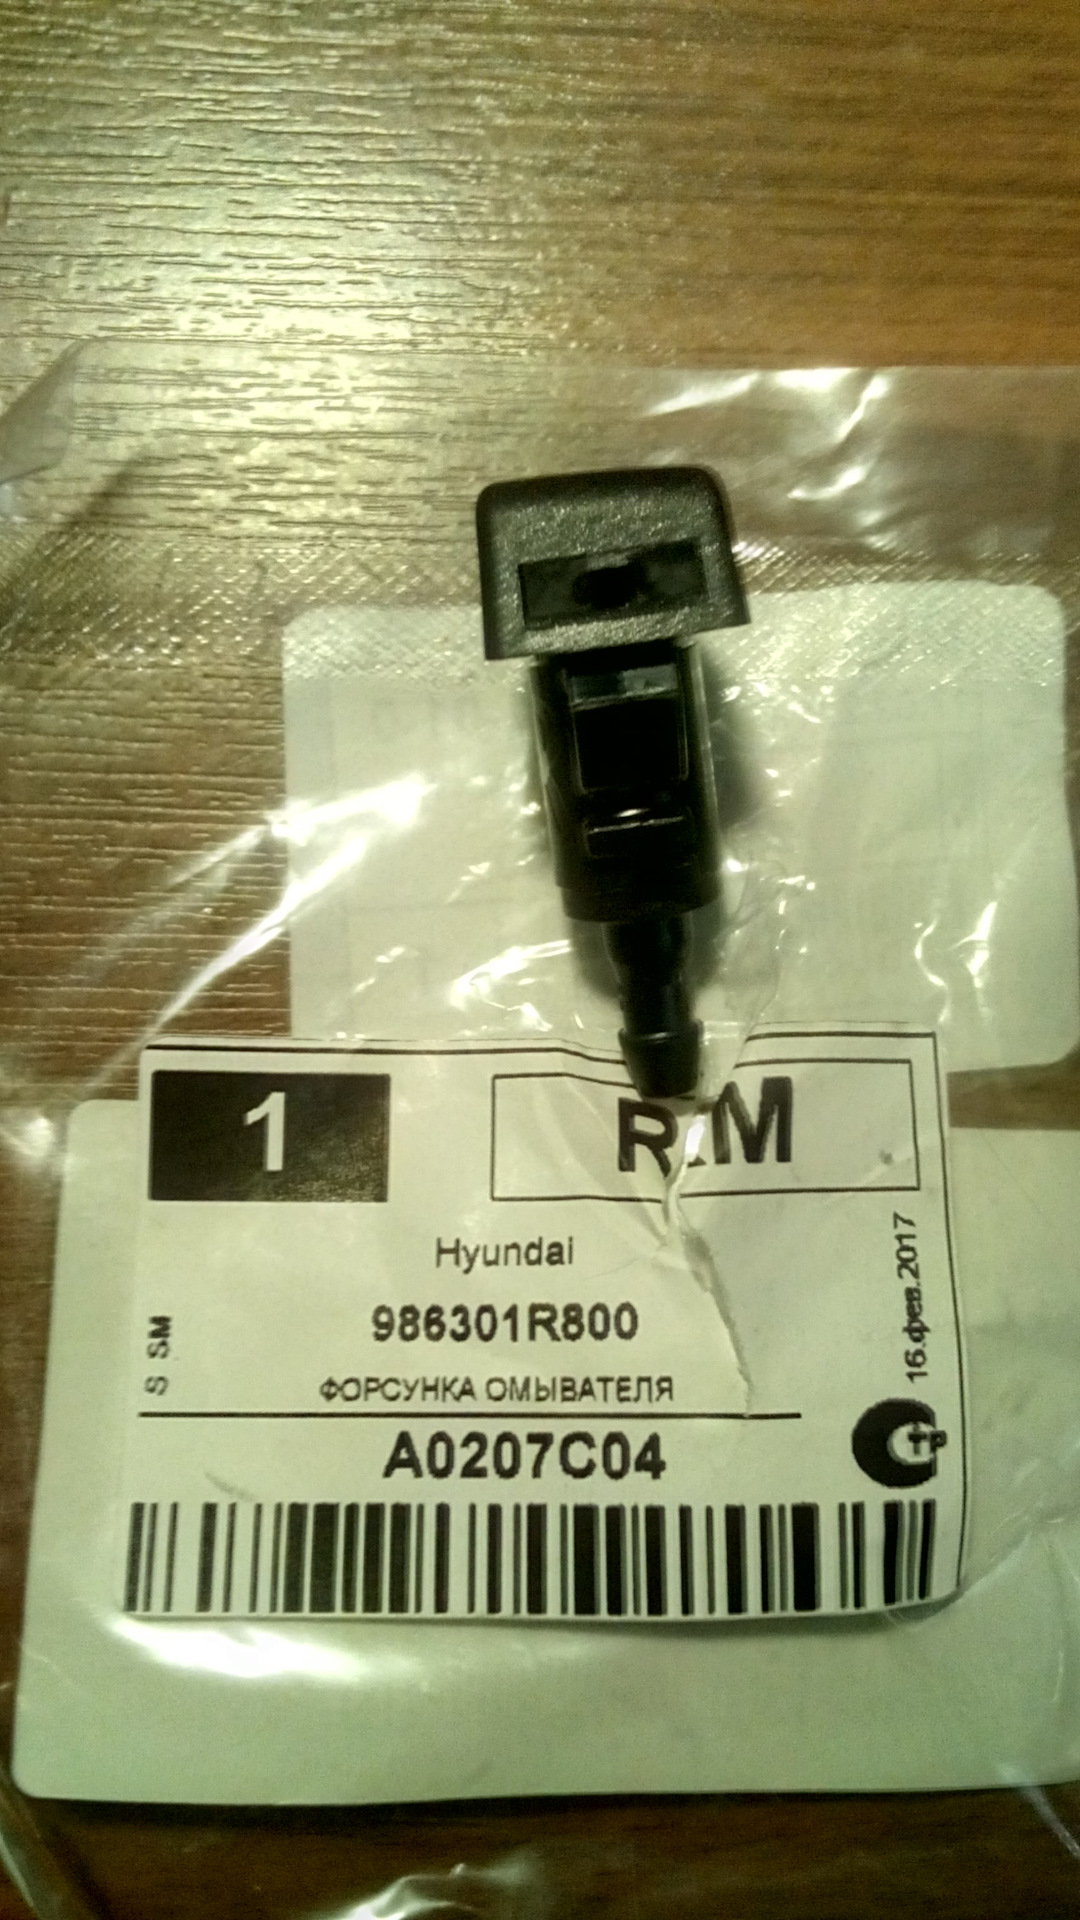 1
Hyundai
986301R800
S SM
16.фев.2017
ФОРСУНКА ОМЫВАТЕЛЯ
A0207C04